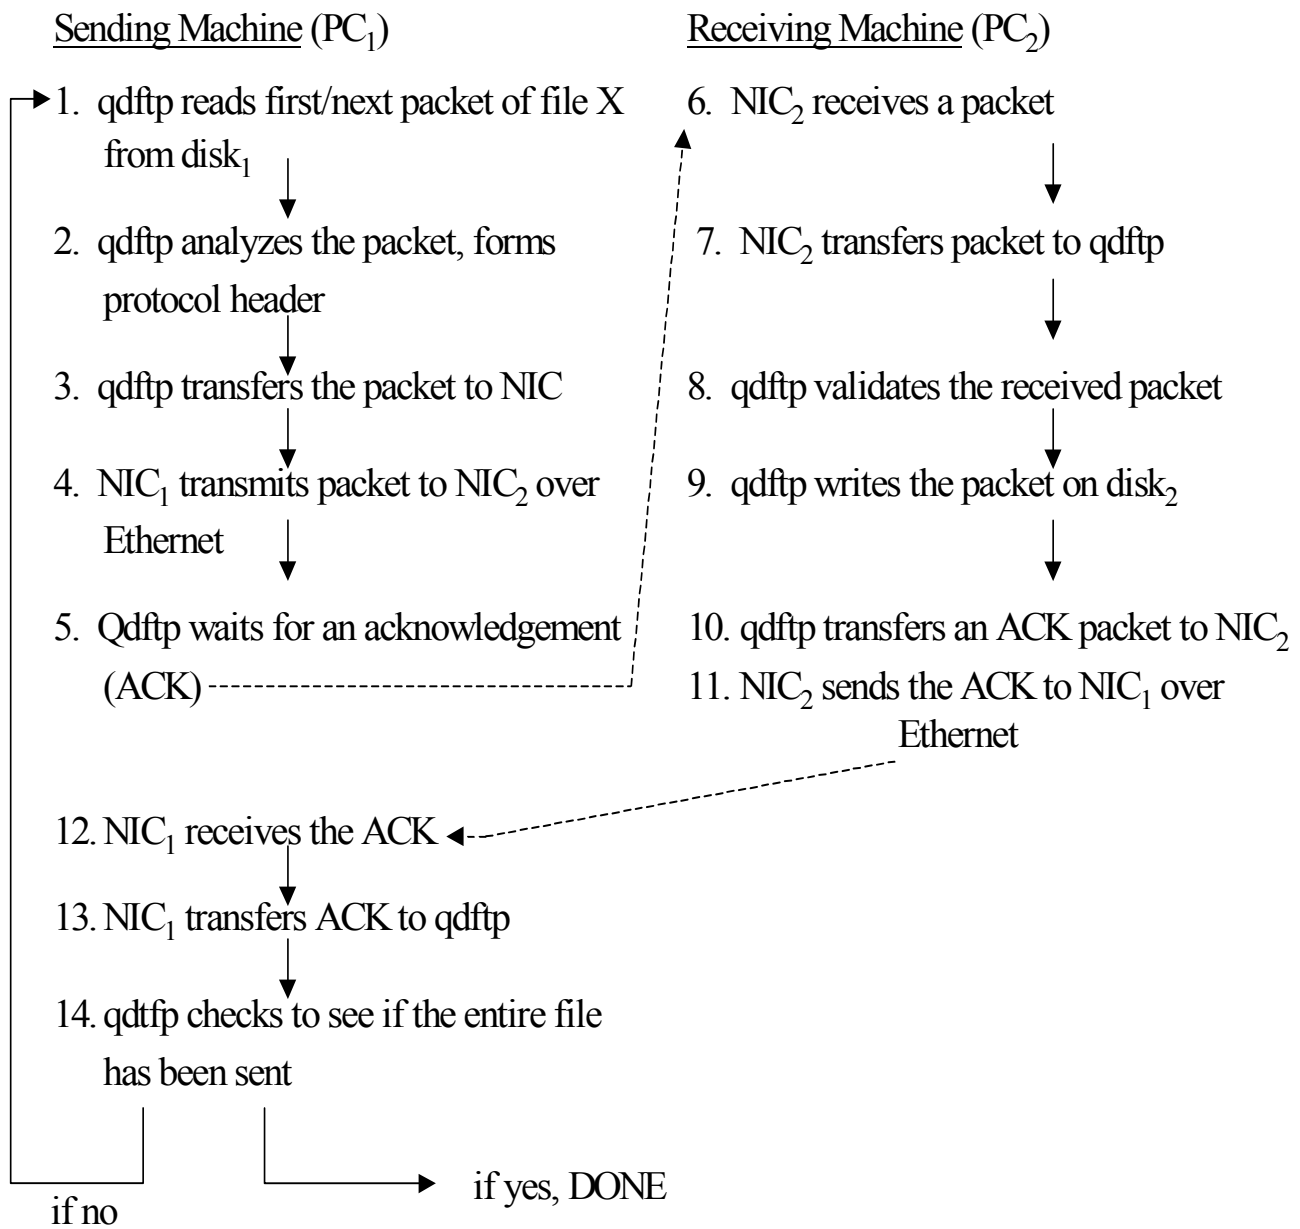 Sending Machine (PC₁)
1. qdftp reads first/next packet of file X
from disk₁
2. qdftp analyzes the packet, forms
protocol header
3. qdftp transfers the packet to NIC
4. NIC₁ transmits packet to NIC₂ over
Ethernet
5. Qdftp waits for an acknowledgement
(ACK)
Receiving Machine (PC₂)
6. NIC₂ receives a packet
7. NIC₂ transfers packet to qdftp
8. qdftp validates the received packet
9. qdftp writes the packet on disk₂
10. qdftp transfers an ACK packet to NIC₂
11. NIC₂ sends the ACK to NIC₁ over
Ethernet
12. NIC₁ receives the ACK
13. NIC₁ transfers ACK to qdftp
14. qdtfp checks to see if the entire file
has been sent
if yes, DONE
if no